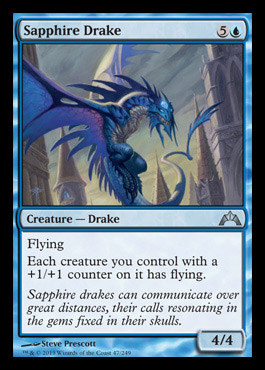 Sapphire Drake 5
Creature — Drake
Flying
Each creature you control with a
+1/+1 counter on it has flying.
Sapphire drakes can communicate over
great distances, their calls resonating in
the gems fixed in their skulls.
4/4
Steve Prescott
™ & © 2013 Wizards of the Coast 47/249